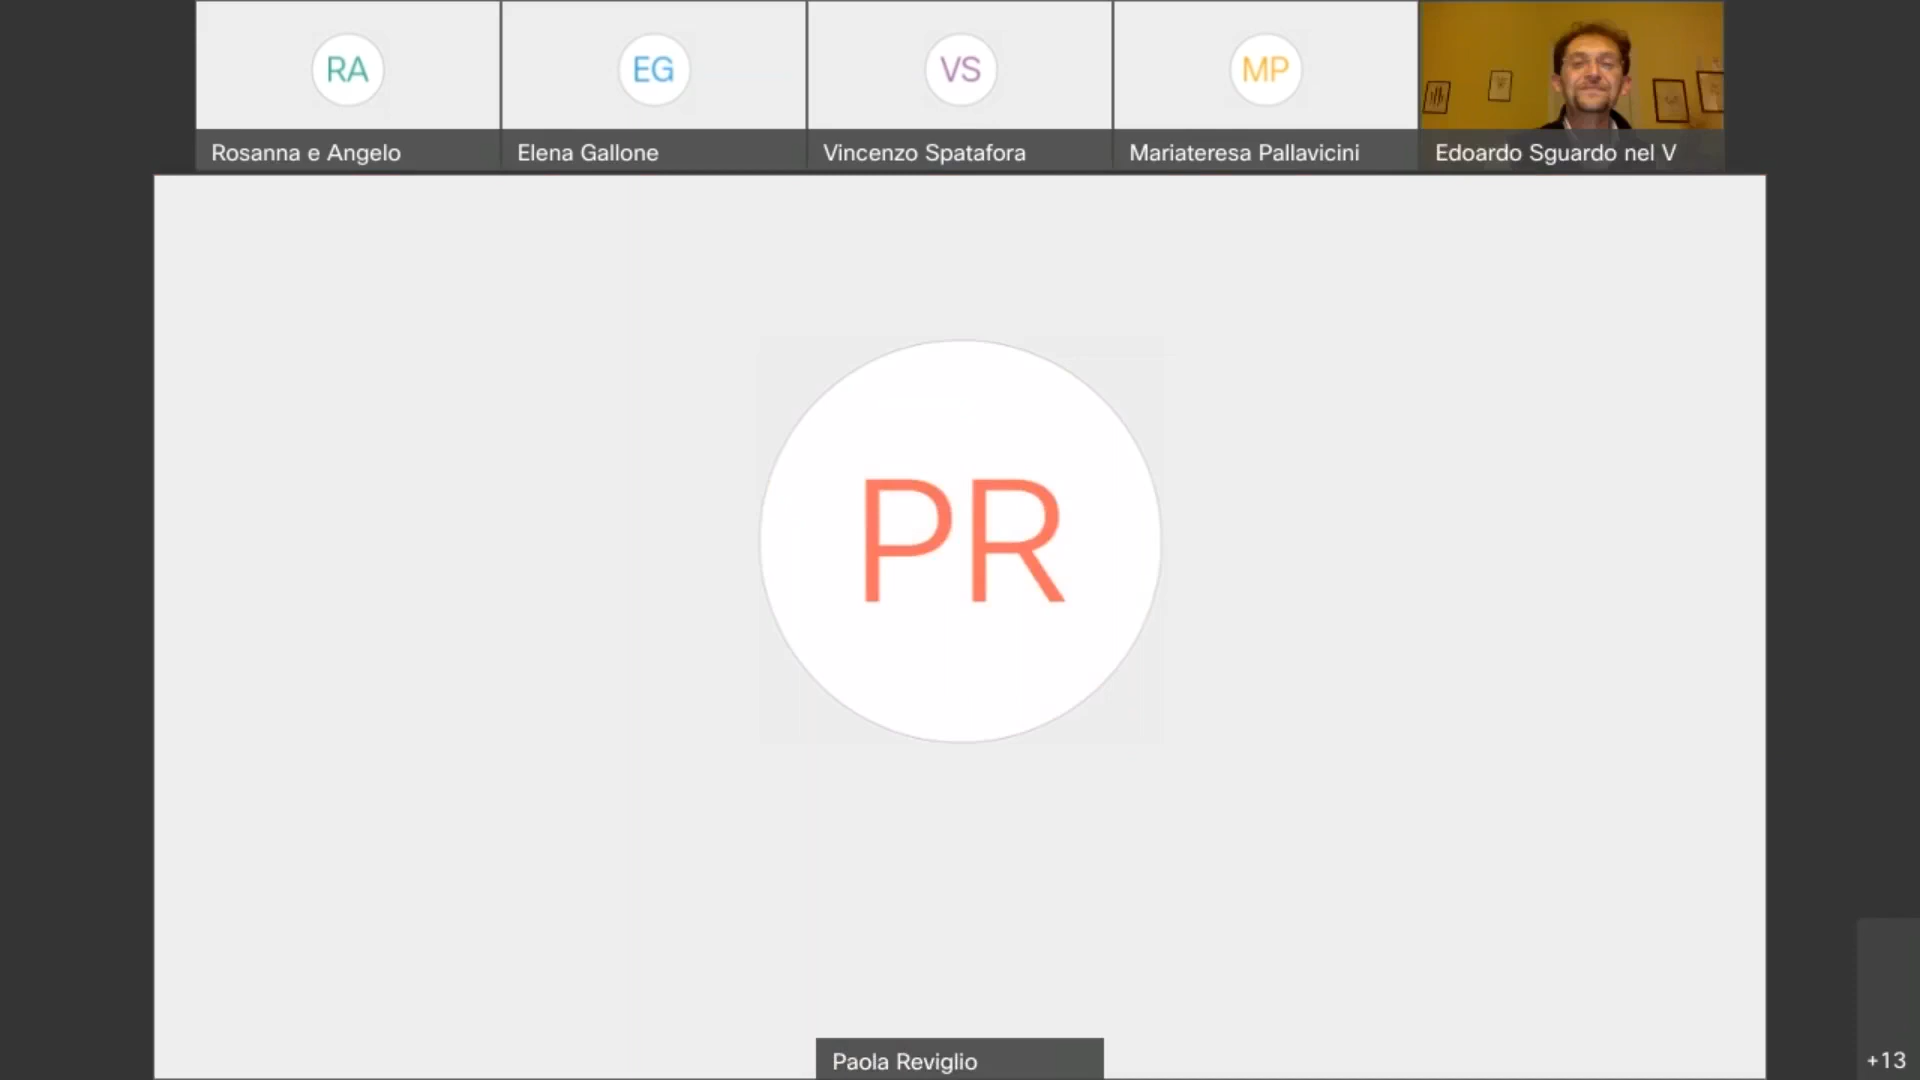 RA
EG
VS
MP
Rosanna e Angelo
Elena Gallone
Vincenzo Spatafora
Mariateresa Pallavicini
Edoardo Sguardo nel V
PR
Paola Reviglio
+13